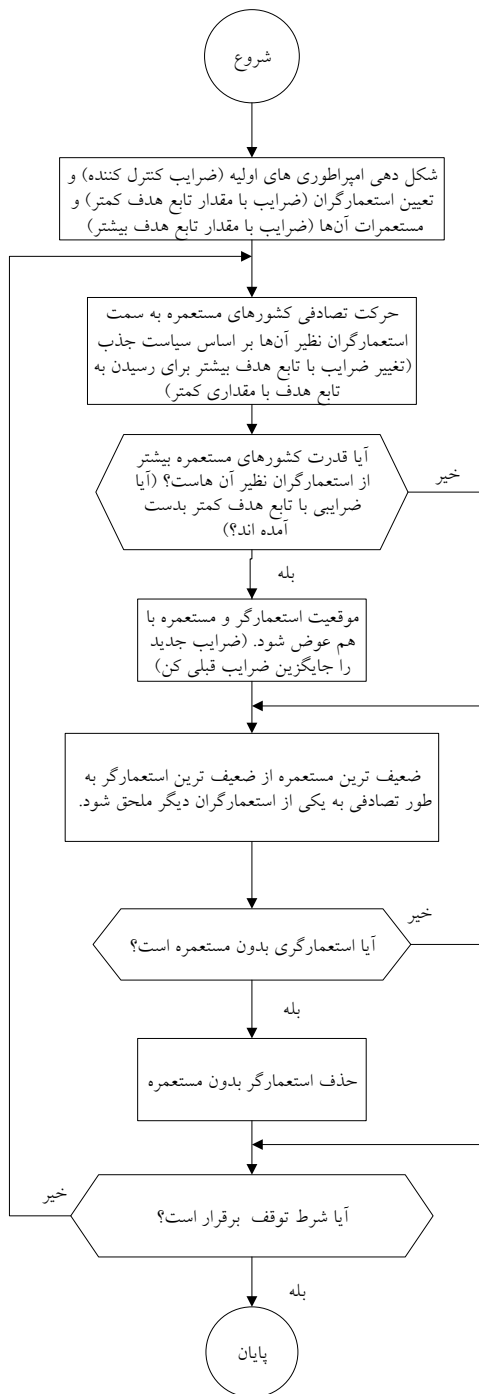 شروع
شکل دهی امپراطوری های اولیه (ضرایب کنترل کننده) و
تعیین استعمارگران (ضرایب با مقدار تابع هدف کمتر) و
مستعمرات آن‌ها (ضرایب با مقدار تابع هدف بیشتر)
حرکت تصادفی کشورهای مستعمره به سمت
استعمارگران نظیر آن‌ها بر اساس سیاست جذب
(تغییر ضرایب با تابع هدف بیشتر برای رسیدن به
تابع هدف با مقداری کمتر)
آیا قدرت کشورهای مستعمره بیشتر
از استعمارگران نظیر آن هاست؟ (آیا
ضرایبی با تابع هدف کمتر بدست
آمده اند؟)
خیر
بله
موقعیت استعمارگر و مستعمره با
هم عوض شود. (ضرایب جدید
را جایگزین ضرایب قبلی کن)
ضعیف ترین مستعمره از ضعیف ترین استعمارگر به
طور تصادفی به یکی از استعمارگران دیگر ملحق شود.
آیا استعمارگری بدون مستعمره است؟
خیر
بله
حذف استعمارگر بدون مستعمره
آیا شرط توقف برقرار است؟
خیر
بله
پایان